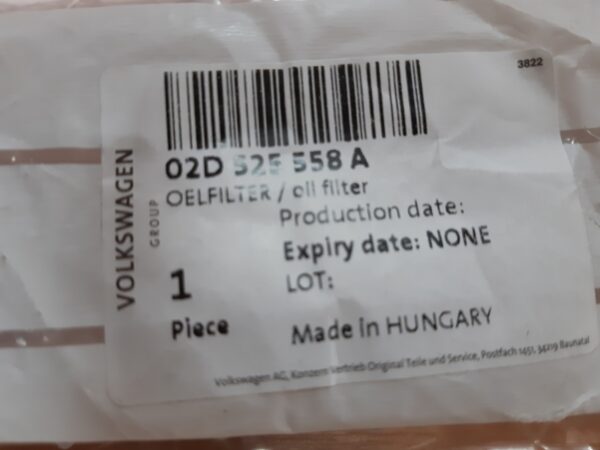 3822
02D 525 558 A
OELFILTER / oil filter
VOLKSWAGEN
GROUP
Production date:
Expiry date: NONE
1
LOT:
Piece
Made in HUNGARY
Volkswagen AG, Konzern Vertrieb Original Teile und Service, Postfach 1451, 34219 Baunatal